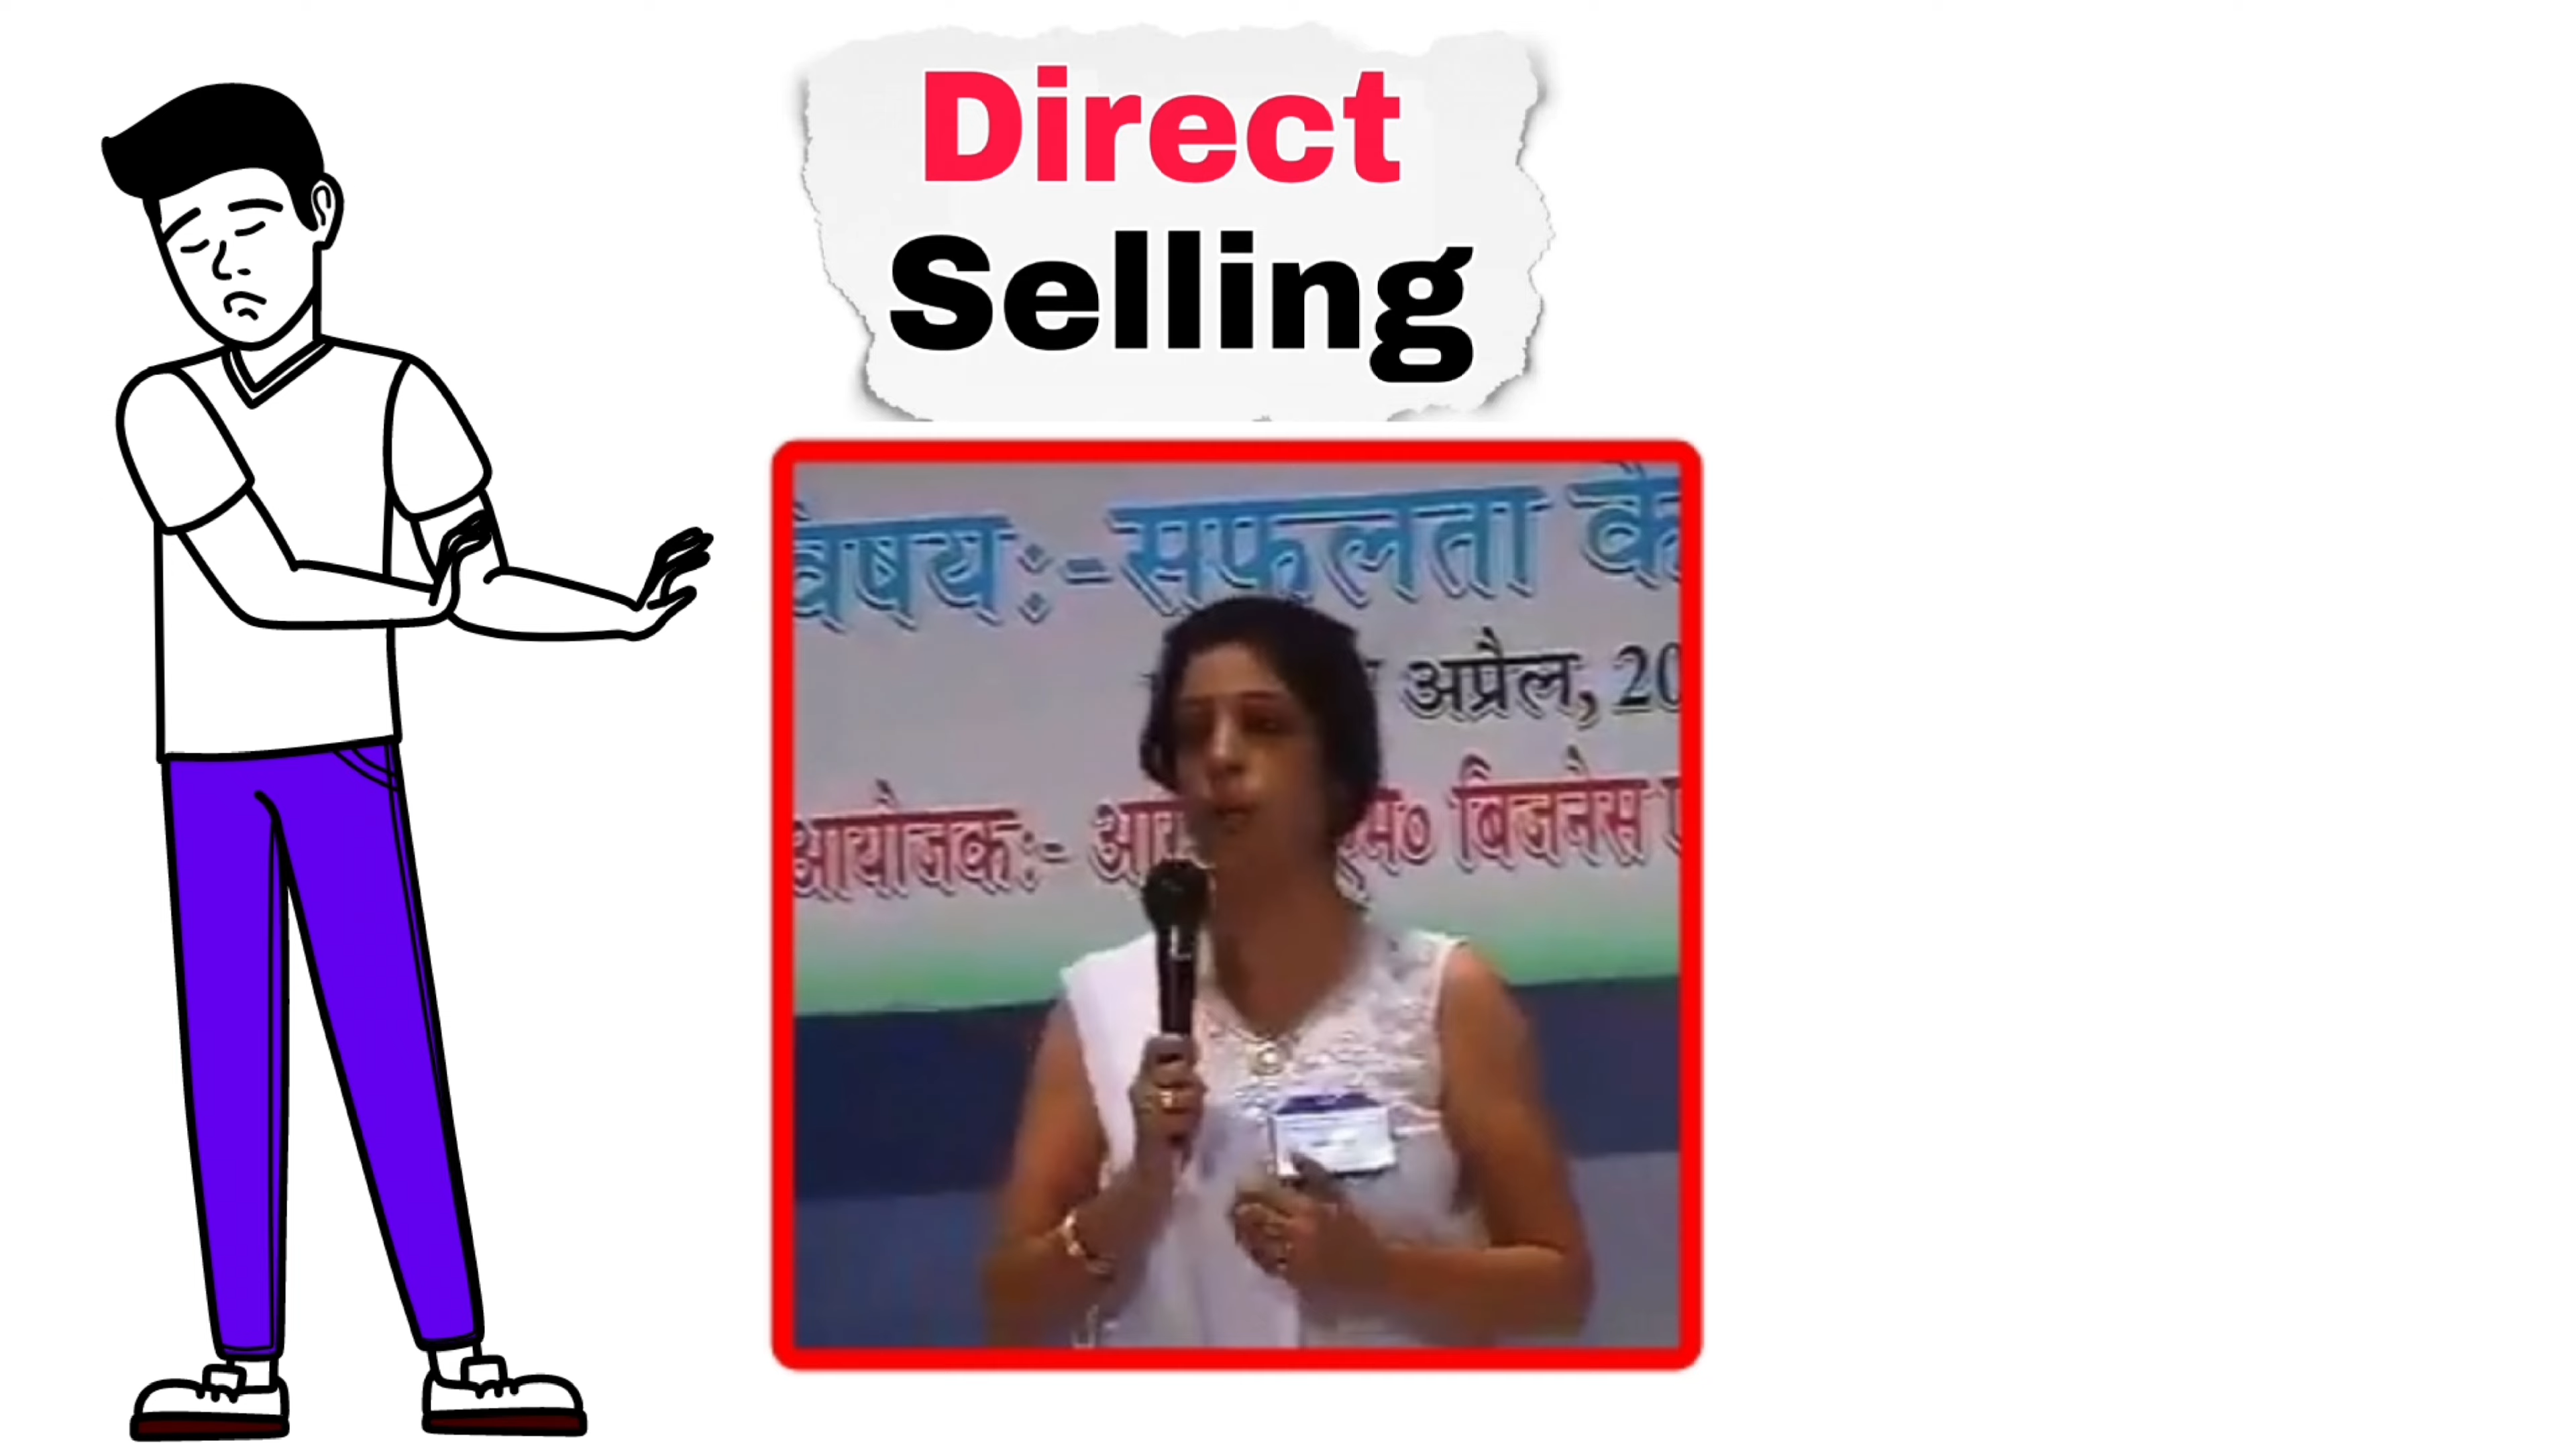 Direct
Selling
विषय:-सफलता
अप्रैल, 20
आयोजक:-
बिजनेस